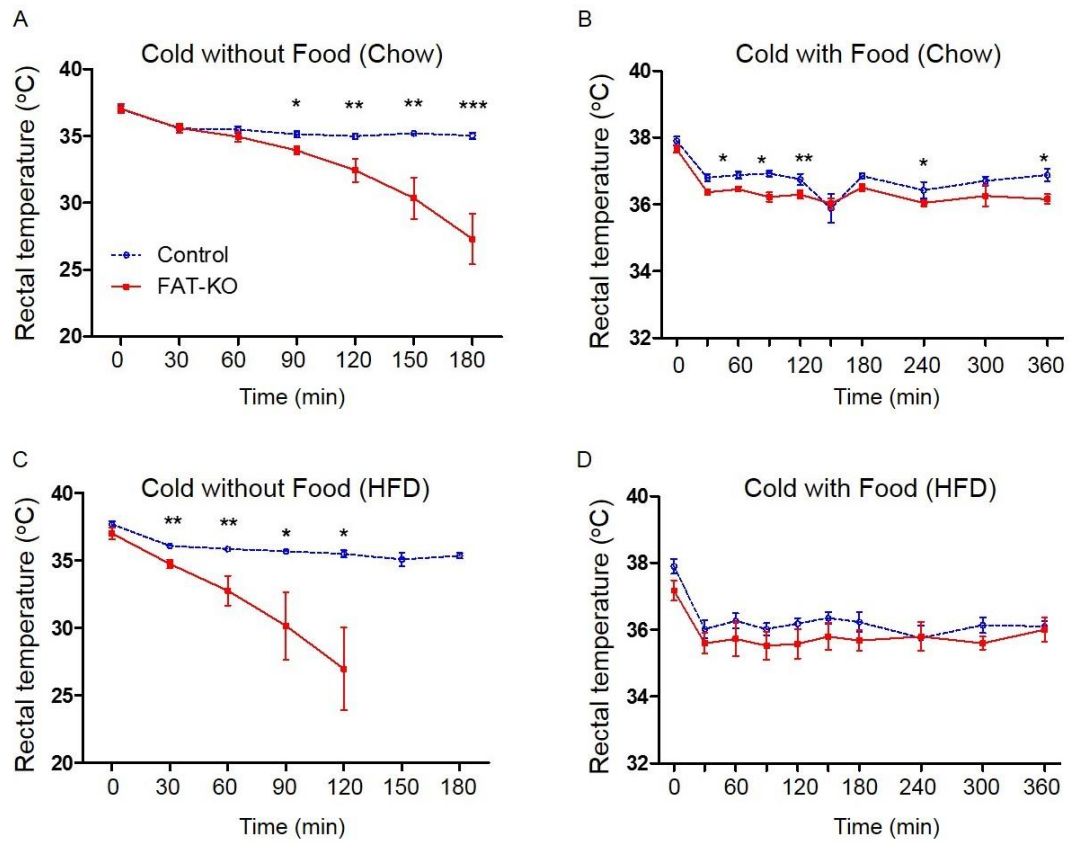 A
Cold without Food (Chow)
Rectal temperature (°C)
40
35
30
25
20
* ** ** ***
Control
FAT-KO
0 30 60 90 120 150 180
Time (min)
B
Cold with Food (Chow)
Rectal temperature (°C)
40
38
36
34
32
* * ** * *
0 60 120 180 240 300 360
Time (min)
C
Cold without Food (HFD)
Rectal temperature (°C)
40
35
30
25
20
** ** * *
0 30 60 90 120 150 180
Time (min)
D
Cold with Food (HFD)
Rectal temperature (°C)
40
38
36
34
32
0 60 120 180 240 300 360
Time (min)